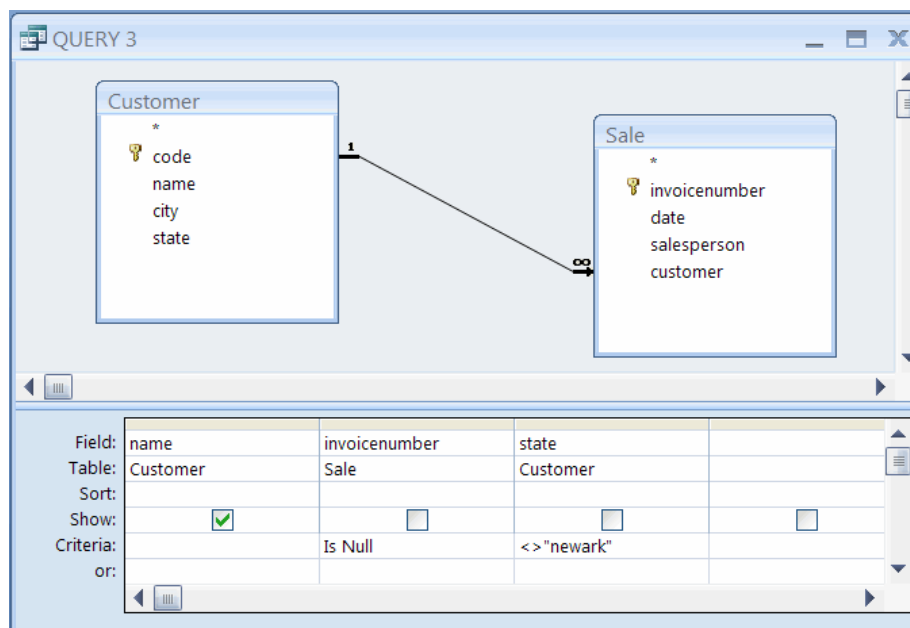 QUERY 3
Customer
*
code
name
city
state
1
∞
Sale
*
invoicenumber
date
salesperson
customer
Field: name invoicenumber state
Table: Customer Sale Customer
Sort:
Show:
Criteria: Is Null <>"newark"
or: